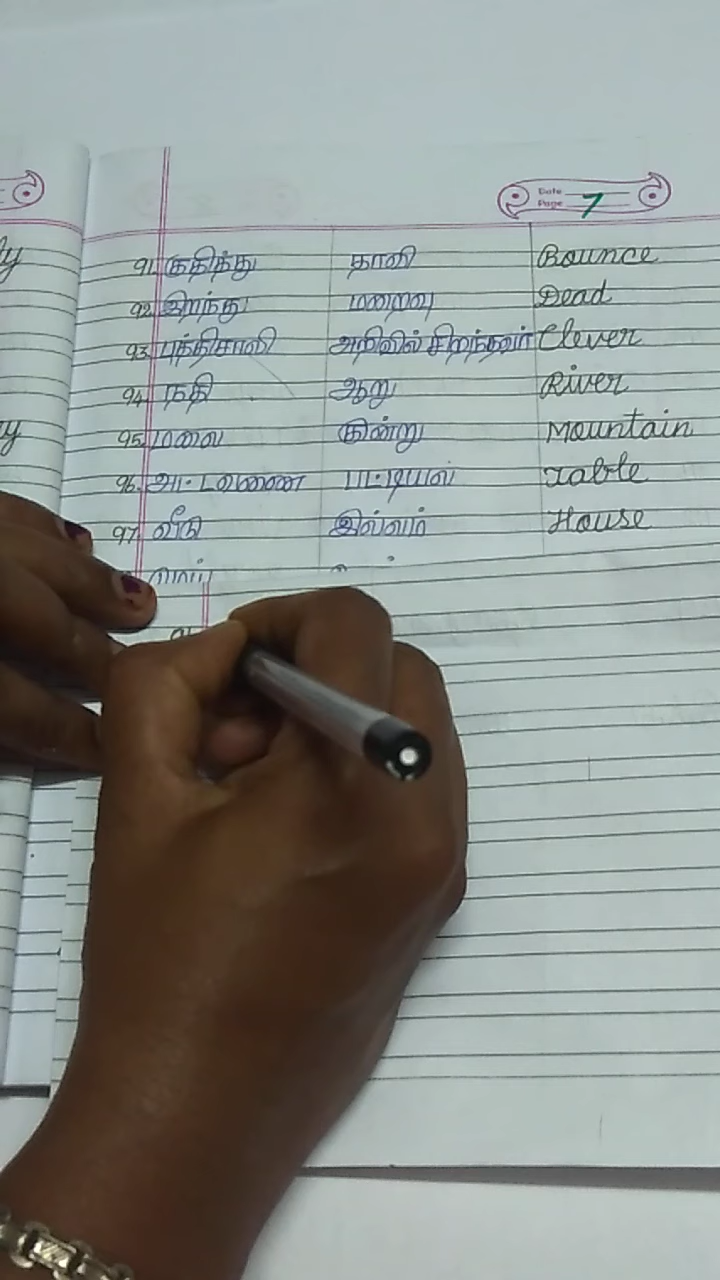 Date
Page 7
91. குதித்து தாவி Bounce
92. இறந்து மறைவு Dead
93. புத்திசாலி அறிவில் சிறந்தவர் Clever
94. நதி ஆறு River
95. மலை குன்று Mountain
96. அட்டவணை பட்டியல் Table
97. வீடு இல்லம் House
91